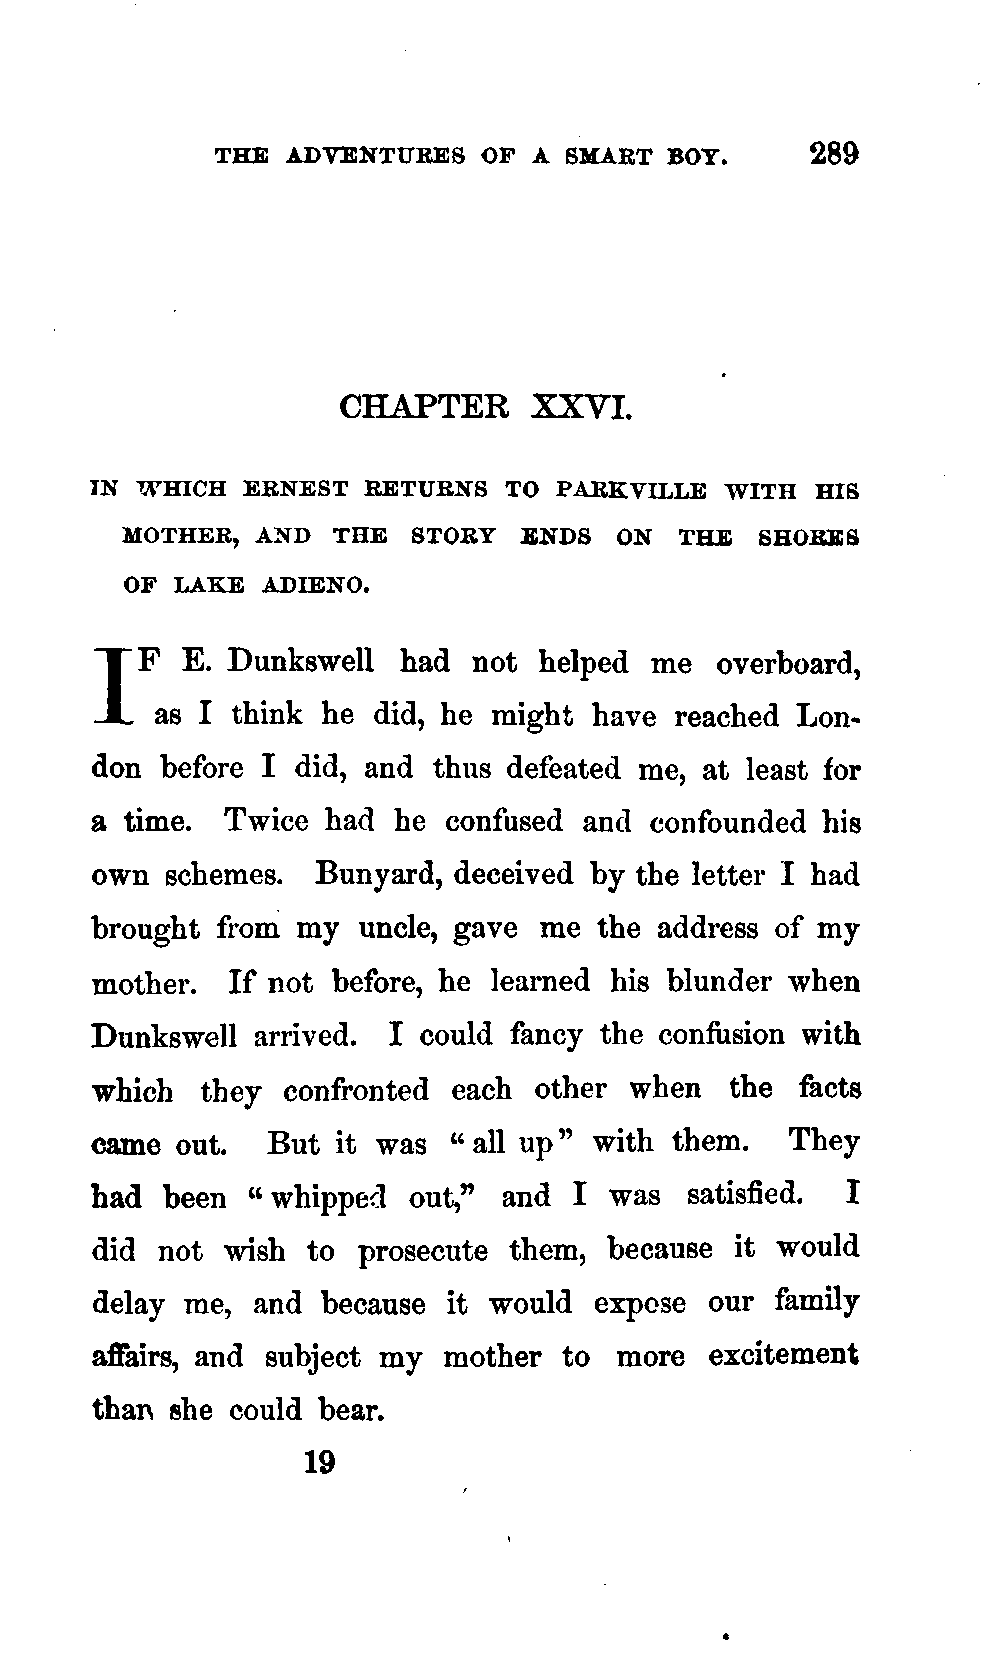 THE ADVENTURES OF A SMART BOY. 289
CHAPTER XXVI.
IN WHICH ERNEST RETURNS TO PARKVILLE WITH HIS
MOTHER, AND THE STORY ENDS ON THE SHORES
OF LAKE ADIENO.
IF E. Dunkswell had not helped me overboard,
as I think he did, he might have reached Lon-
don before I did, and thus defeated me, at least for
a time. Twice had he confused and confounded his
own schemes. Bunyard, deceived by the letter I had
brought from my uncle, gave me the address of my
mother. If not before, he learned his blunder when
Dunkswell arrived. I could fancy the confusion with
which they confronted each other when the facts
came out. But it was “all up” with them. They
had been “whipped out,” and I was satisfied. I
did not wish to prosecute them, because it would
delay me, and because it would expose our family
affairs, and subject my mother to more excitement
than she could bear.
19